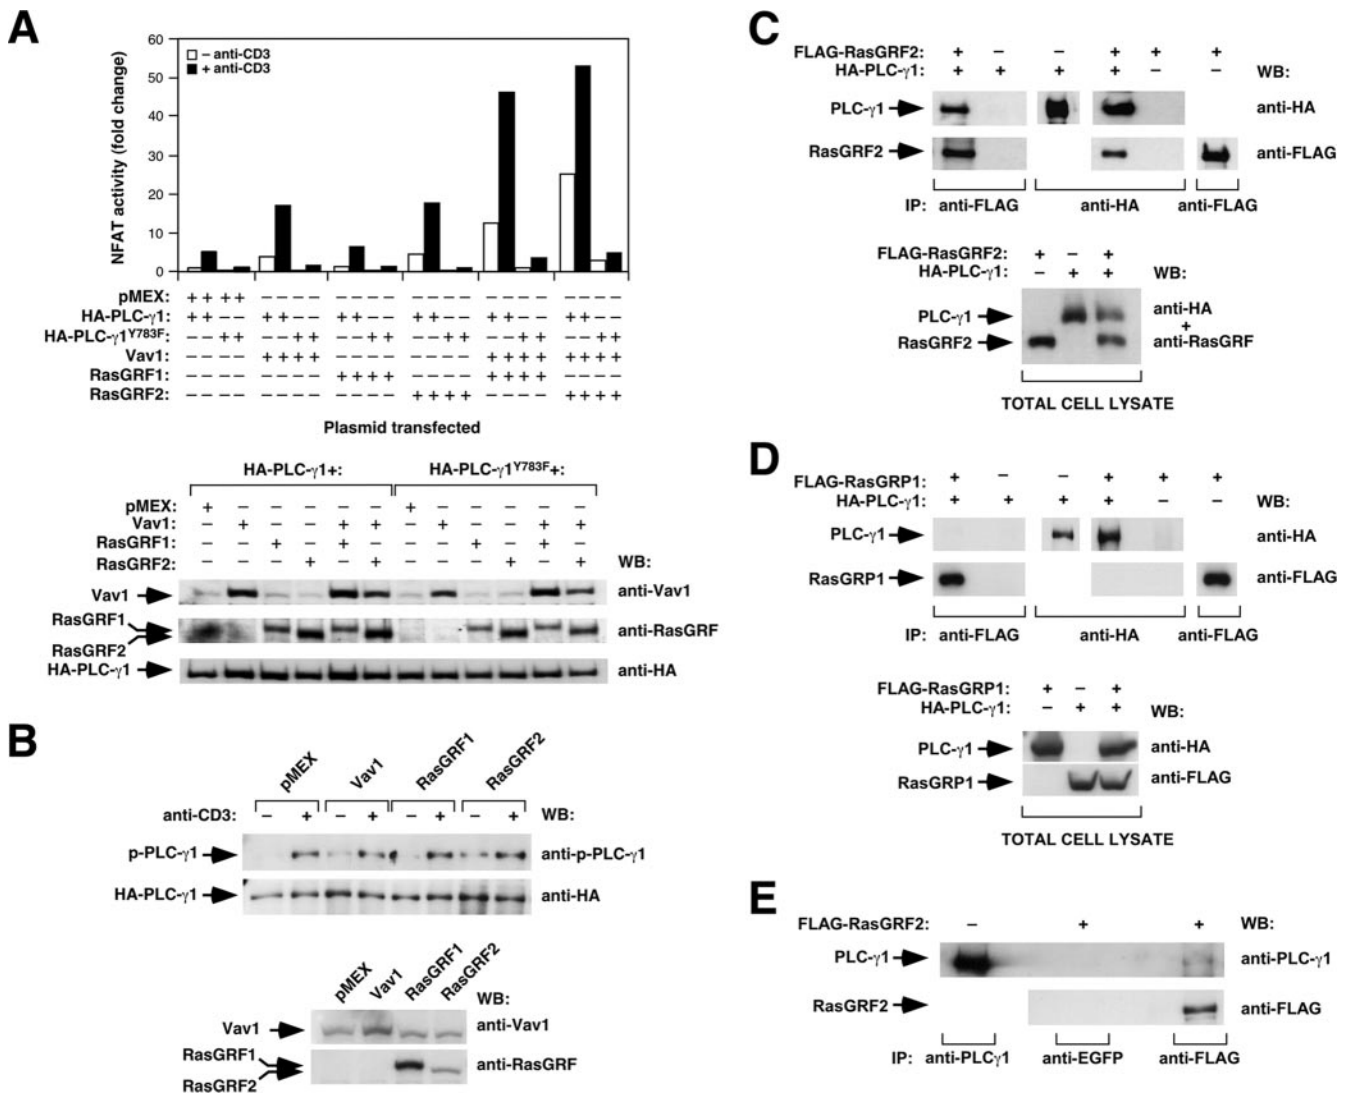 A
NFAT activity (fold change)
60
50
40
30
20
10
0
– anti-CD3
+ anti-CD3
pMEX: + + + + – – – – – – – – – – – – – – – – – – – –
HA-PLC-γ1: + + – – + + – – + + – – + + – – + + – – + + – –
HA-PLC-γ1Y783F: – – + + – – + + – – + + – – + + – – + + – – + +
Vav1: – – – – + + + + – – – – – – – – + + + + + + + +
RasGRF1: – – – – – – – – + + + + – – – – + + + + – – – –
RasGRF2: – – – – – – – – – – – – + + + + – – – – + + + +
Plasmid transfected
HA-PLC-γ1+: HA-PLC-γ1Y783F+:
pMEX: + – – – – – + – – – – –
Vav1: – + – – + + – + – – + +
RasGRF1: – – + – + – – – + – + –
RasGRF2: – – – + – + – – – + – + WB:
Vav1 anti-Vav1
RasGRF1
RasGRF2 anti-RasGRF
HA-PLC-γ1 anti-HA
B
pMEX Vav1 RasGRF1 RasGRF2
anti-CD3: – + – + – + – + WB:
p-PLC-γ1 anti-p-PLC-γ1
HA-PLC-γ1 anti-HA
pMEX Vav1 RasGRF1 RasGRF2 WB:
Vav1 anti-Vav1
RasGRF1
RasGRF2 anti-RasGRF
C
FLAG-RasGRF2: + – – + + +
HA-PLC-γ1: + + + + – – WB:
PLC-γ1 anti-HA
RasGRF2 anti-FLAG
IP: anti-FLAG anti-HA anti-FLAG
FLAG-RasGRF2: + – +
HA-PLC-γ1: – + + WB:
PLC-γ1 anti-HA
+
RasGRF2 anti-RasGRF
TOTAL CELL LYSATE
D
FLAG-RasGRP1: + – – + + +
HA-PLC-γ1: + + + + – – WB:
PLC-γ1 anti-HA
RasGRP1 anti-FLAG
IP: anti-FLAG anti-HA anti-FLAG
FLAG-RasGRP1: + – +
HA-PLC-γ1: – + + WB:
PLC-γ1 anti-HA
RasGRP1 anti-FLAG
TOTAL CELL LYSATE
E
FLAG-RasGRF2: – + + WB:
PLC-γ1 anti-PLC-γ1
RasGRF2 anti-FLAG
IP: anti-PLCγ1 anti-EGFP anti-FLAG